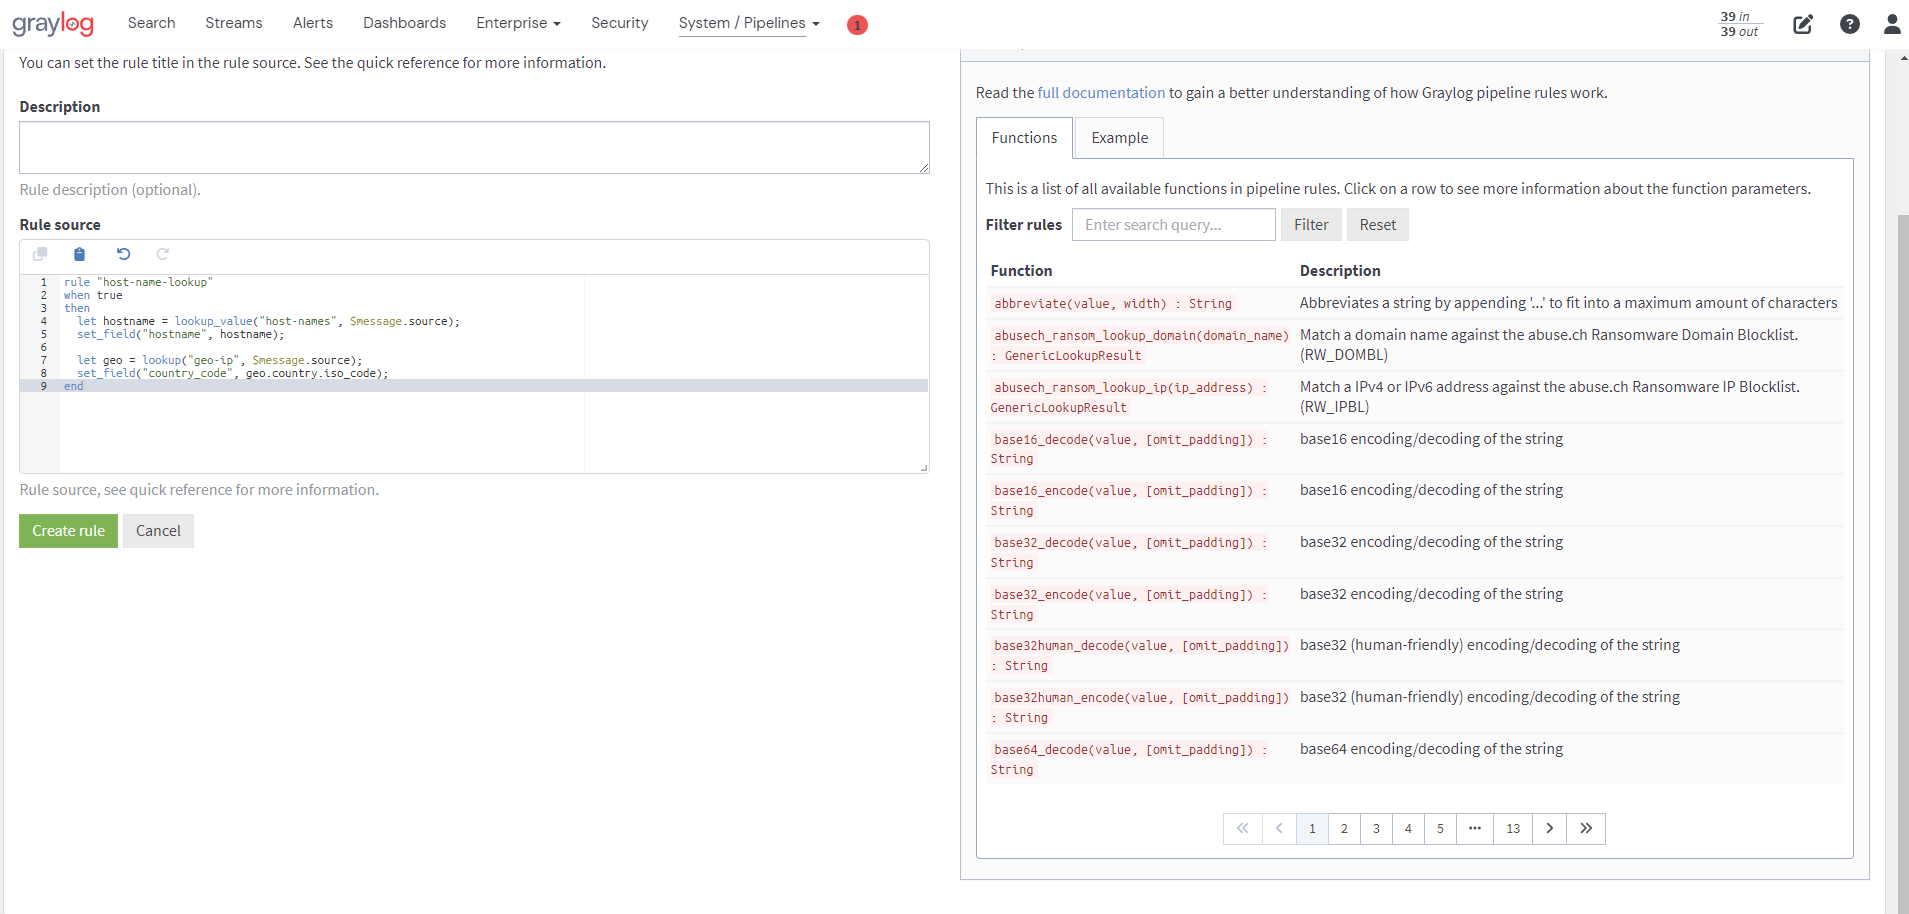 graylog Search Streams Alerts Dashboards Enterprise Security System / Pipelines 1 39 in
39 out
You can set the rule title in the rule source. See the quick reference for more information.
Description
Rule description (optional).
Rule source
1 rule "host-name-lookup"
2 when true
3 then
4 let hostname = lookup_value("host-names", $message.source);
5 set_field("hostname", hostname);
6
7 let geo = lookup("geo-ip", $message.source);
8 set_field("country_code", geo.country.iso_code);
9 end
Rule source, see quick reference for more information.
Create rule Cancel
Read the full documentation to gain a better understanding of how Graylog pipeline rules work.
Functions Example
This is a list of all available functions in pipeline rules. Click on a row to see more information about the function parameters.
Filter rules Enter search query... Filter Reset
Function Description
abbreviate(value, width) : String Abbreviates a string by appending '...' to fit into a maximum amount of characters
abusech_ransom_lookup_domain(domain_name) Match a domain name against the abuse.ch Ransomware Domain Blocklist.
: GenericLookupResult (RW_DOMBL)
abusech_ransom_lookup_ip(ip_address) : Match a IPv4 or IPv6 address against the abuse.ch Ransomware IP Blocklist.
GenericLookupResult (RW_IPBL)
base16_decode(value, [omit_padding]) : base16 encoding/decoding of the string
String
base16_encode(value, [omit_padding]) : base16 encoding/decoding of the string
String
base32_decode(value, [omit_padding]) : base32 encoding/decoding of the string
String
base32_encode(value, [omit_padding]) : base32 encoding/decoding of the string
String
base32human_decode(value, [omit_padding]) base32 (human-friendly) encoding/decoding of the string
: String
base32human_encode(value, [omit_padding]) base32 (human-friendly) encoding/decoding of the string
: String
base64_decode(value, [omit_padding]) : base64 encoding/decoding of the string
String
« ‹ 1 2 3 4 5 ••• 13 › »